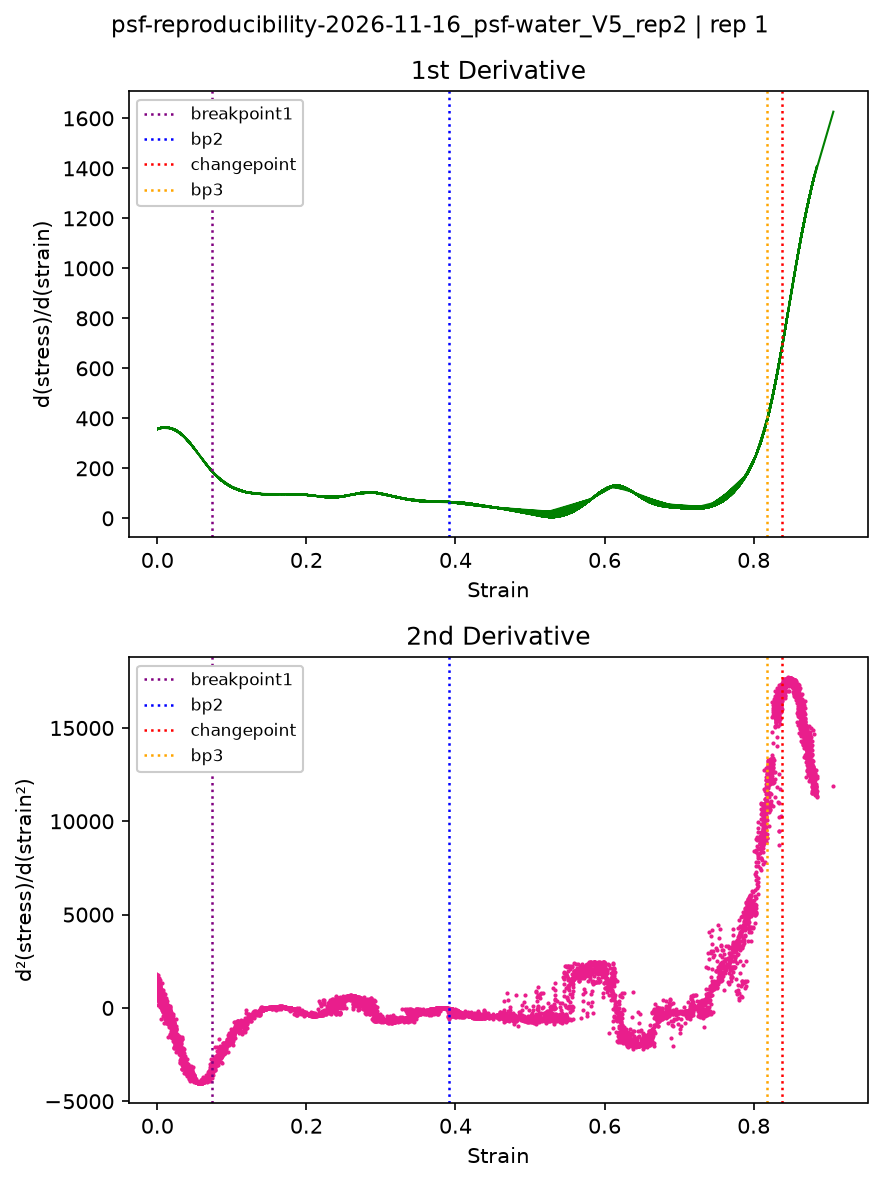 psf-reproducibility-2026-11-16_psf-water_V5_rep2 | rep 1
1st Derivative
breakpoint1
bp2
changepoint
bp3
1600
1400
1200
1000
800
600
400
200
0
d(stress)/d(strain)
0.0 0.2 0.4 0.6 0.8
Strain
2nd Derivative
breakpoint1
bp2
changepoint
bp3
15000
10000
5000
0
−5000
d²(stress)/d(strain²)
0.0 0.2 0.4 0.6 0.8
Strain